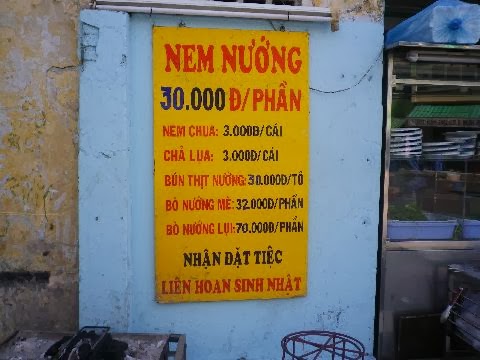 NEM NƯỚNG
30.000 Đ/PHẦN
NEM CHUA: 3.000Đ/CÁI
CHẢ LỤA: 3.000Đ/CÁI
BÚN THỊT NƯỚNG: 30.000Đ/TÔ
BÒ NƯỚNG MÈ: 32.000Đ/PHẦN
BÒ NƯỚNG LỤI: 70.000Đ/PHẦN
NHẬN ĐẶT TIỆC
LIÊN HOAN SINH NHẬT